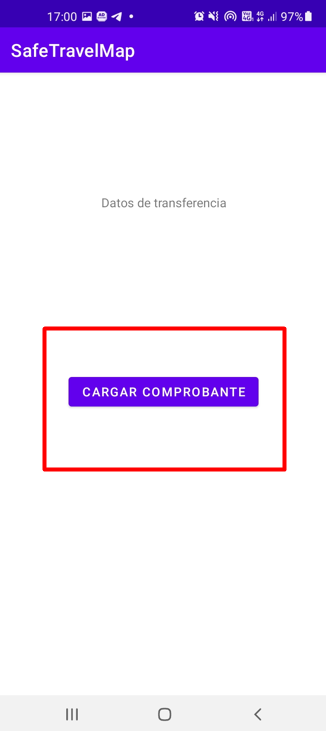 17:00 97%
SafeTravelMap
Datos de transferencia
CARGAR COMPROBANTE